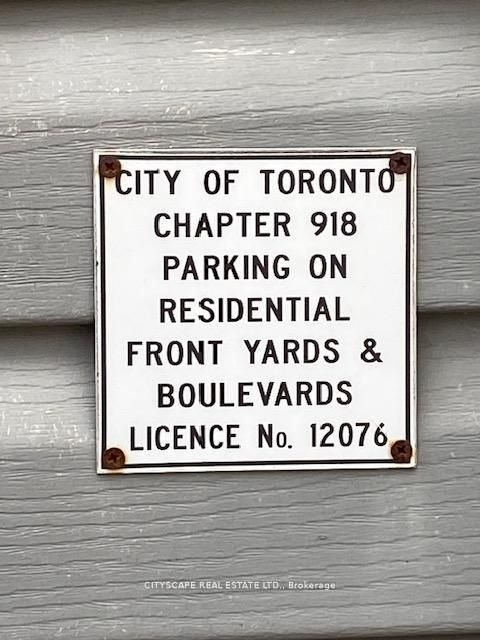 CITY OF TORONTO
CHAPTER 918
PARKING ON
RESIDENTIAL
FRONT YARDS &
BOULEVARDS
LICENCE No. 12076
CITYSCAPE REAL ESTATE LTD., Brokerage